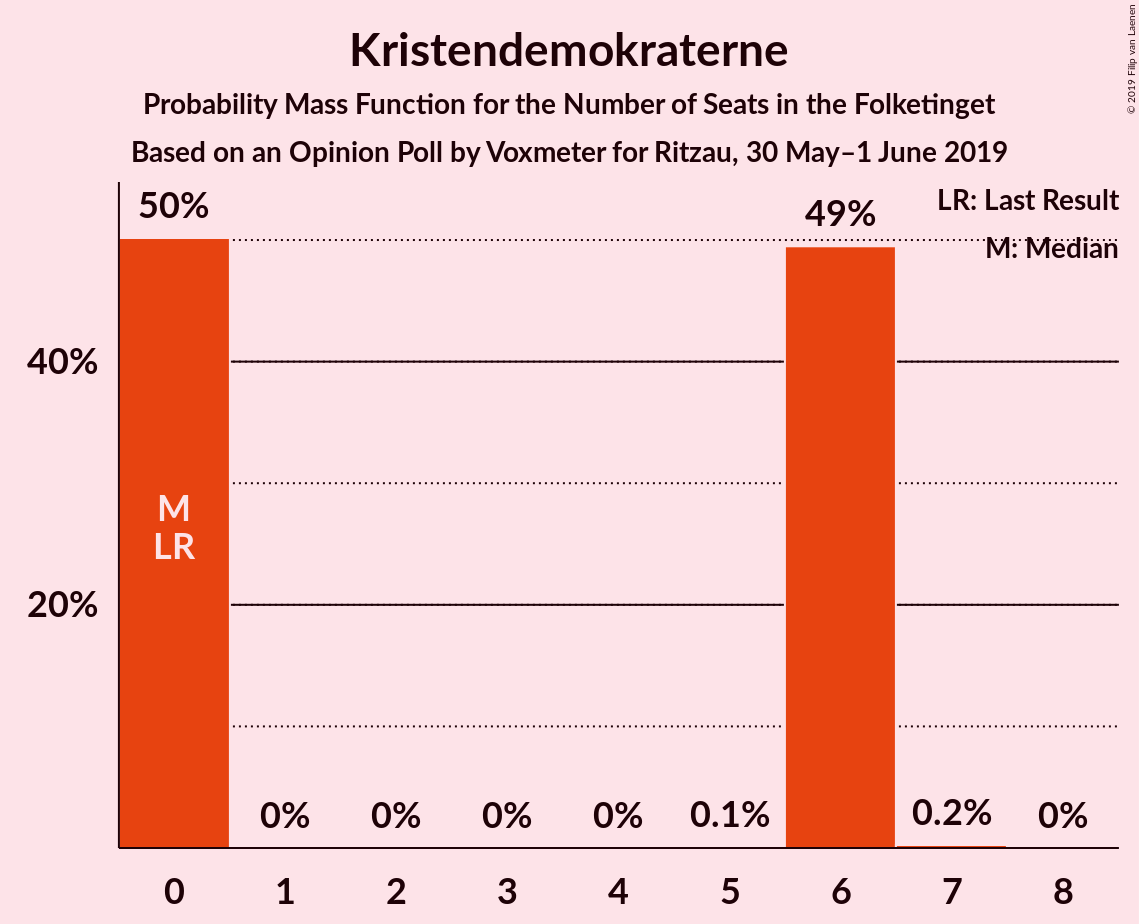 Kristendemokraterne
Probability Mass Function for the Number of Seats in the Folketinget
Based on an Opinion Poll by Voxmeter for Ritzau, 30 May–1 June 2019
© 2019 Filip van Laenen
LR: Last Result
M: Median
50%
49%
40%
M
LR
20%
0%
0%
0%
0%
0.1%
0.2%
0%
0
1
2
3
4
5
6
7
8